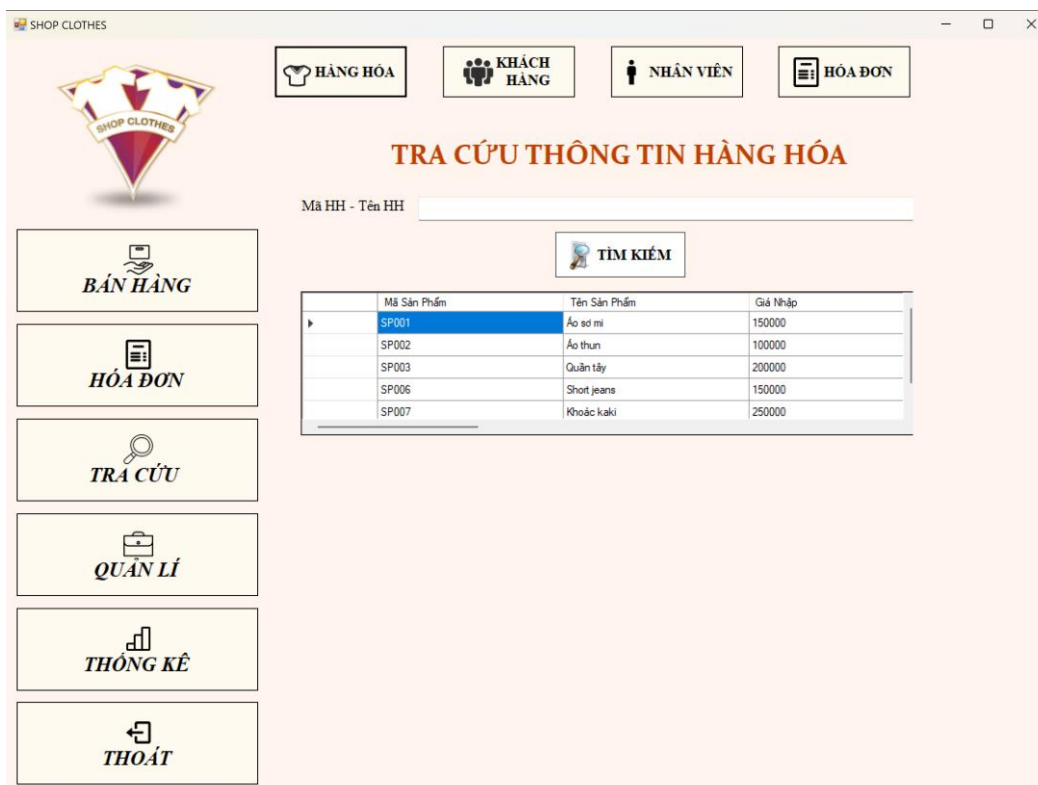 SHOP CLOTHES
SHOP CLOTHES
HÀNG HÓA
KHÁCH
HÀNG
NHÂN VIÊN
HÓA ĐƠN
TRA CỨU THÔNG TIN HÀNG HÓA
Mã HH - Tên HH
TÌM KIẾM
Mã Sản Phẩm Tên Sản Phẩm Giá Nhập
SP001 Áo sơ mi 150000
SP002 Áo thun 100000
SP003 Quần tây 200000
SP006 Short jeans 150000
SP007 Khoác kaki 250000
BÁN HÀNG
HÓA ĐƠN
TRA CỨU
QUẢN LÍ
THỐNG KÊ
THOÁT